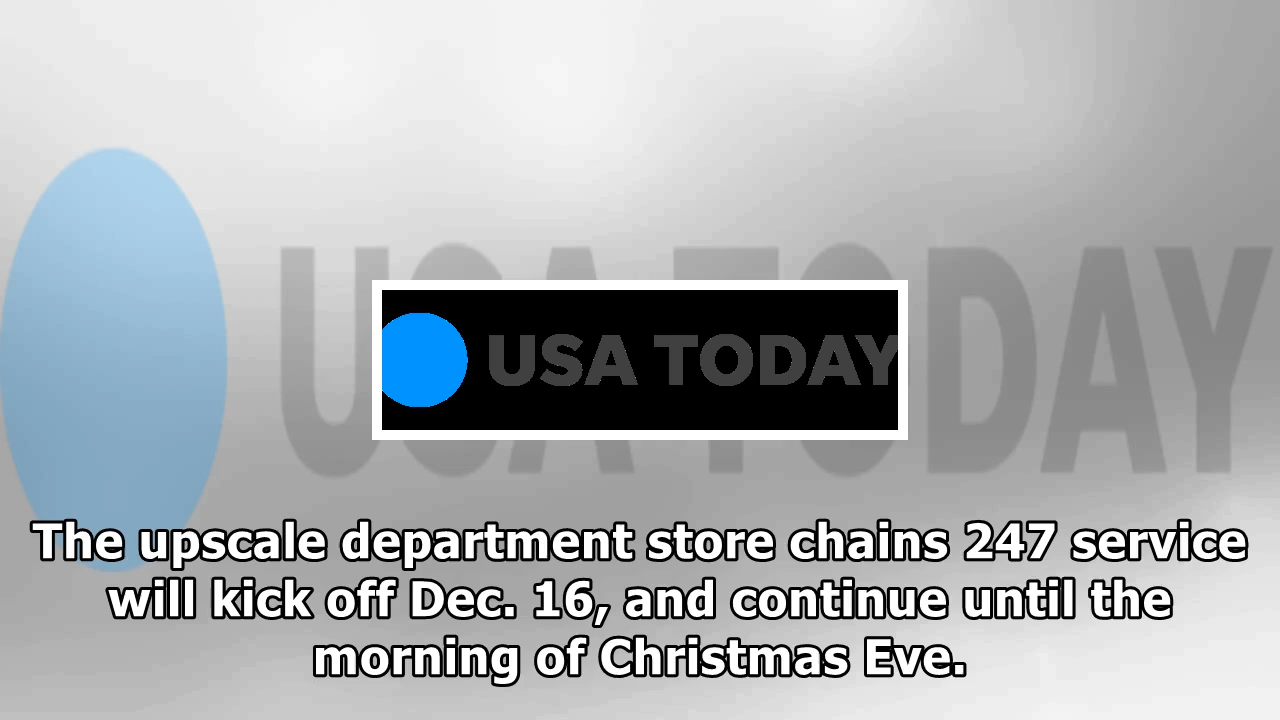 USA TODAY
USA TODAY
The upscale department store chains 247 service
will kick off Dec. 16, and continue until the
morning of Christmas Eve.